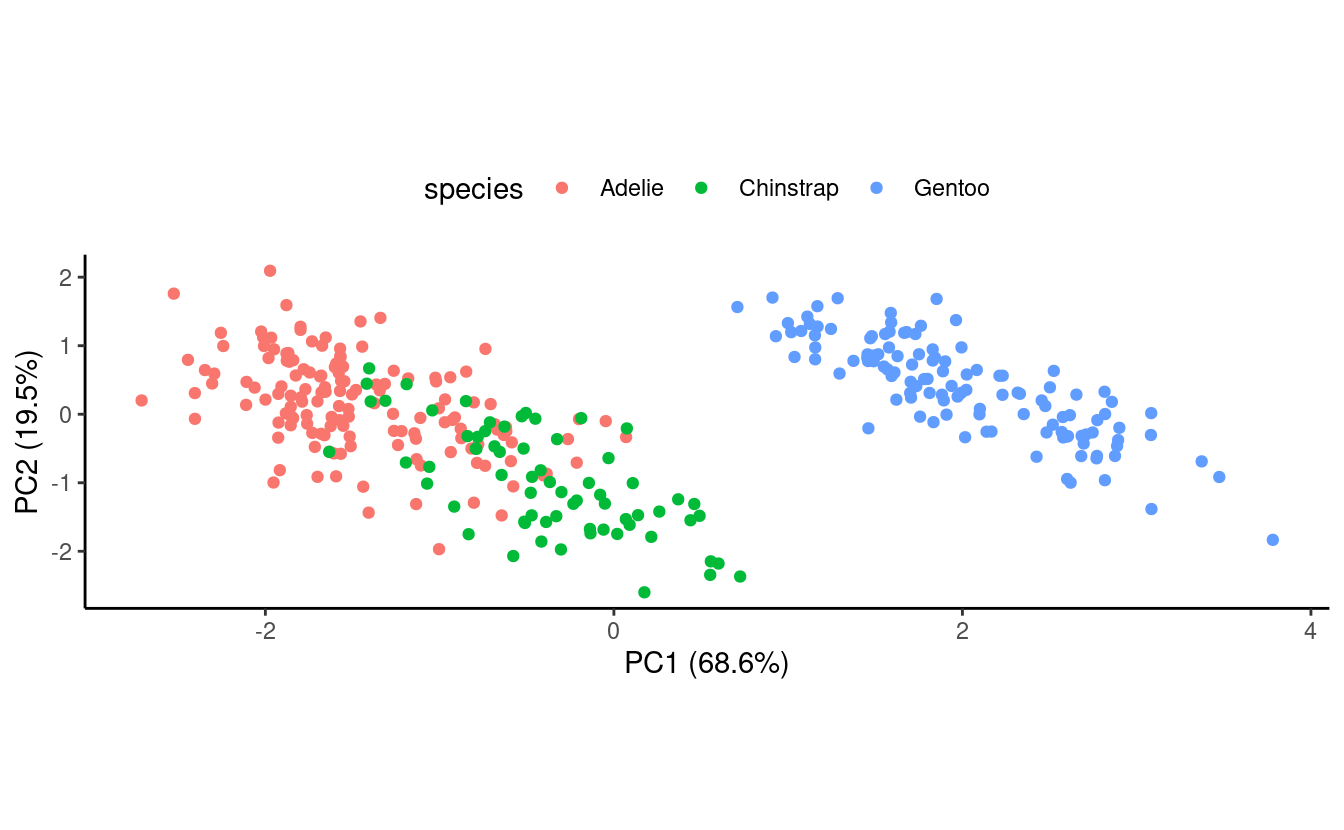 species Adelie Chinstrap Gentoo
2
1
0
-1
-2
PC2 (19.5%)
-2 0 2 4
PC1 (68.6%)